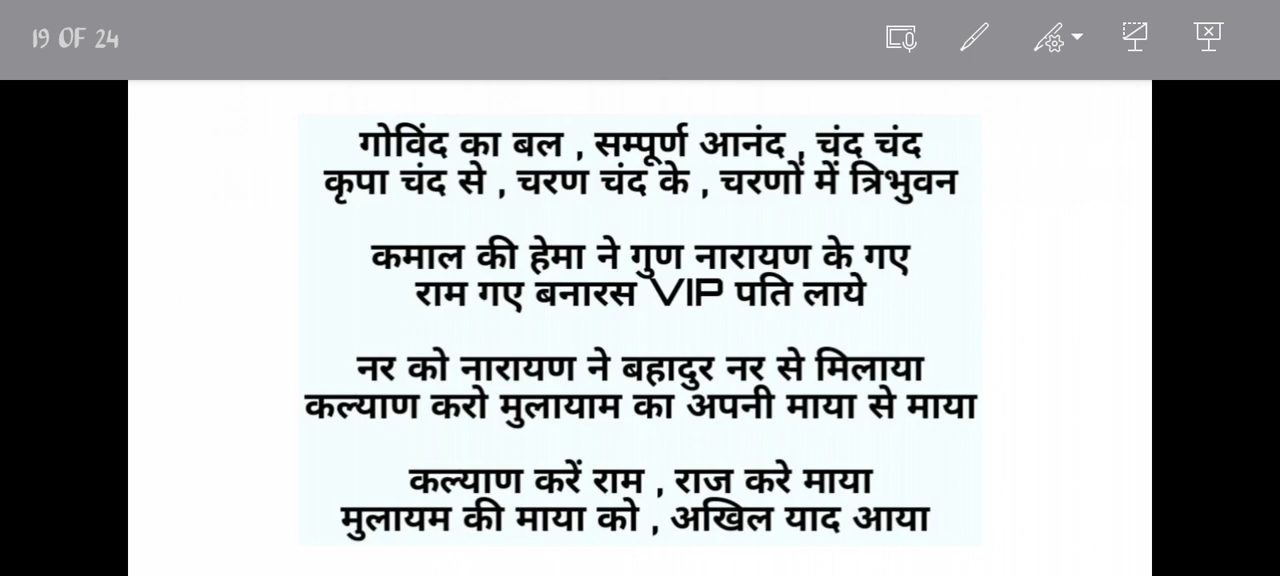 19 OF 24
गोविंद का बल , सम्पूर्ण आनंद , चंद चंद
कृपा चंद से , चरण चंद के , चरणों में त्रिभुवन
कमाल की हेमा ने गुण नारायण के गए
राम गए बनारस VIP पति लाये
नर को नारायण ने बहादुर नर से मिलाया
कल्याण करो मुलायाम का अपनी माया से माया
कल्याण करें राम , राज करे माया
मुलायम की माया को , अखिल याद आया